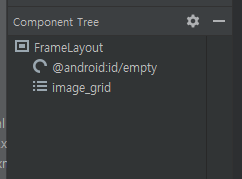 Component Tree
FrameLayout
@android:id/empty
image_grid